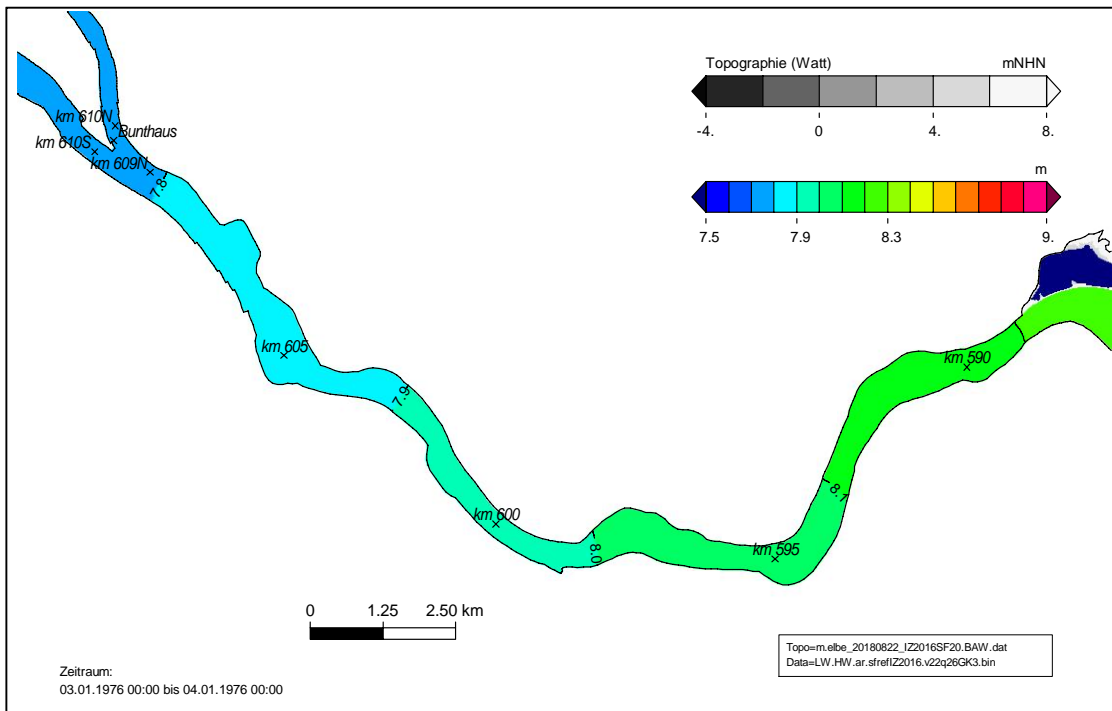 Topographie (Watt) mNHN
-4. 0 4. 8.
m
7.5 7.9 8.3 9.
km 610N
Bunthaus
km 610S
km 609N
7.8
km 605
km 590
7.9
8.1
km 600
8.0
km 595
0 1.25 2.50 km
Topo=m.elbe_20180822_IZ2016SF20.BAW.dat
Data=LW.HW.ar.sfrefIZ2016.v22q26GK3.bin
Zeitraum:
03.01.1976 00:00 bis 04.01.1976 00:00